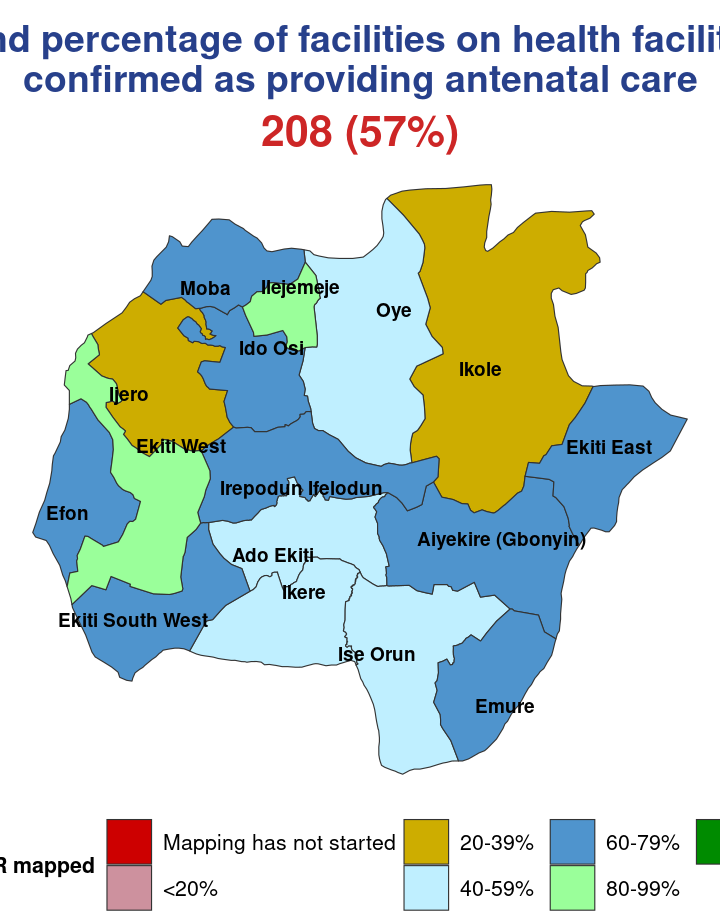 percentage of facilities on health
confirmed as providing antenatal care
208 (57%)
Moba
Ilejemeje
Oye
Ido Osi
Ikole
Ijero
Ekiti West
Ekiti East
Irepodun Ifelodun
Efon
Aiyekire (Gbonyin)
Ado Ekiti
Ikere
Ekiti South West
Ise Orun
Emure
Mapping has not started
20-39%
60-79%
mapped
<20%
40-59%
80-99%